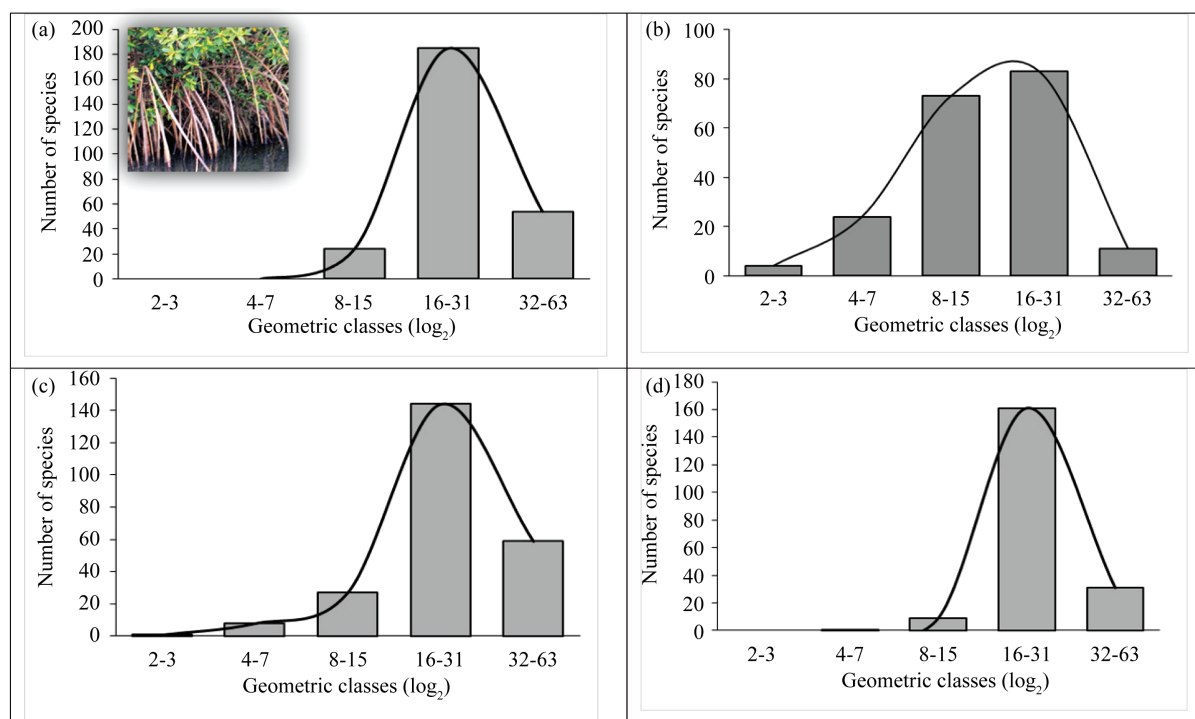 (a)
Number of species
200
180
160
140
120
100
80
60
40
20
0
2-3 4-7 8-15 16-31 32-63
Geometric classes (log2)
(b)
Number of species
100
80
60
40
20
0
2-3 4-7 8-15 16-31 32-63
Geometric classes (log2)
(c)
Number of species
160
140
120
100
80
60
40
20
0
2-3 4-7 8-15 16-31 32-63
Geometric classes (log2)
(d)
Number of species
180
160
140
120
100
80
60
40
20
0
2-3 4-7 8-15 16-31 32-63
Geometric classes (log2)